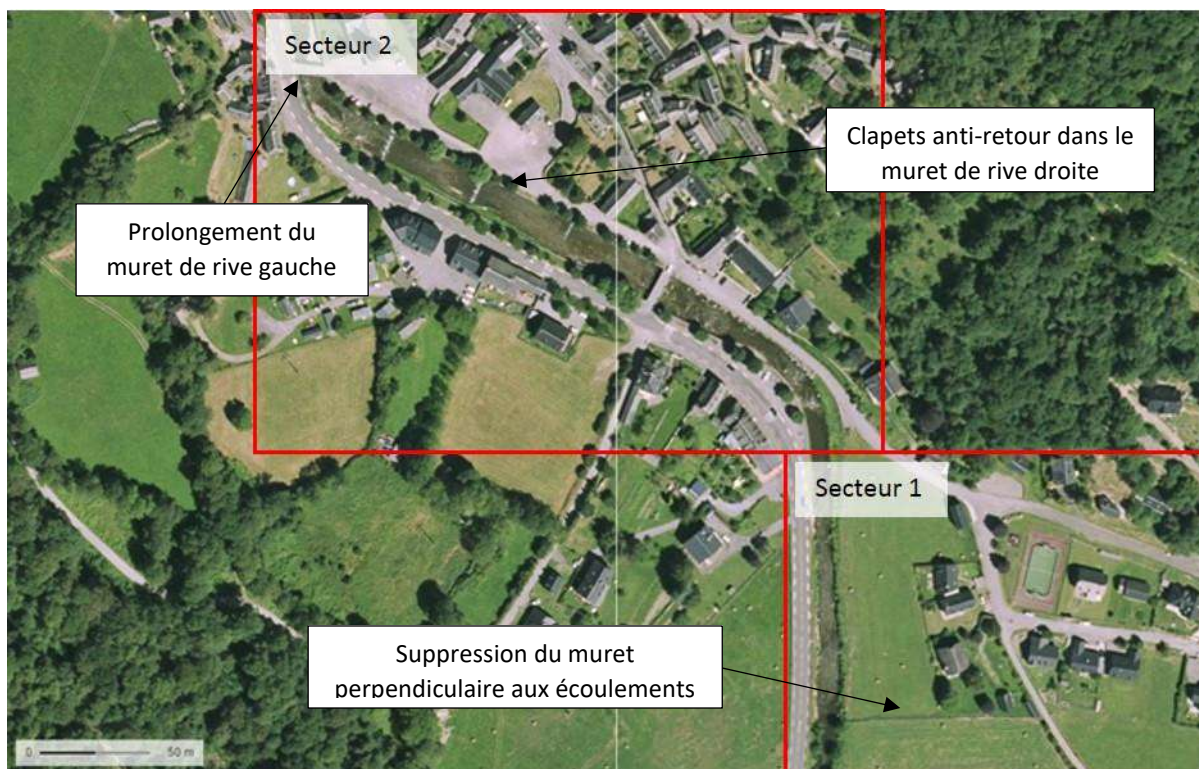 Secteur 2
Clapets anti-retour dans le
muret de rive droite
Prolongement du
muret de rive gauche
Secteur 1
Suppression du muret
perpendiculaire aux écoulements
0 50 m